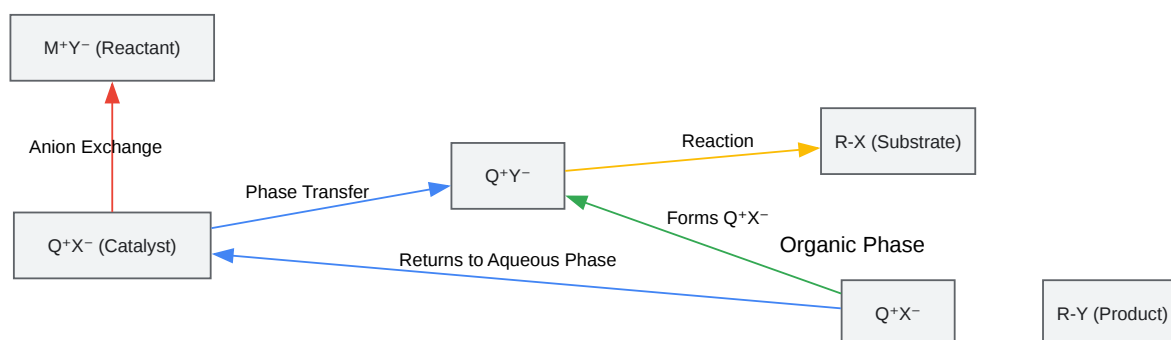 M⁺Y⁻ (Reactant)
Anion Exchange
Q⁺X⁻ (Catalyst)
Phase Transfer
Q⁺Y⁻
Reaction
R-X (Substrate)
Forms Q⁺X⁻
Organic Phase
Returns to Aqueous Phase
Q⁺X⁻
R-Y (Product)